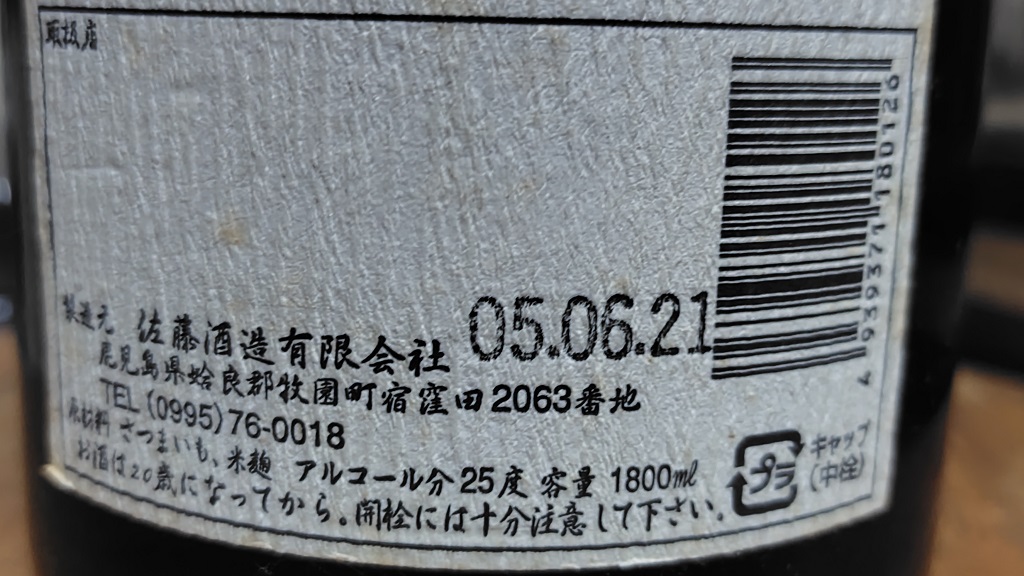 取扱店
4 939371 180126
05.06.21
製造元 佐藤酒造有限会社
鹿児島県姶良郡牧園町宿窪田2063番地
TEL(0995)76-0018
原材料 さつまいも、米麹 アルコール分25度 容量 1800ml
お酒は20歳になってから。開栓には十分注意して下さい。
プラ
キャップ
(中栓)